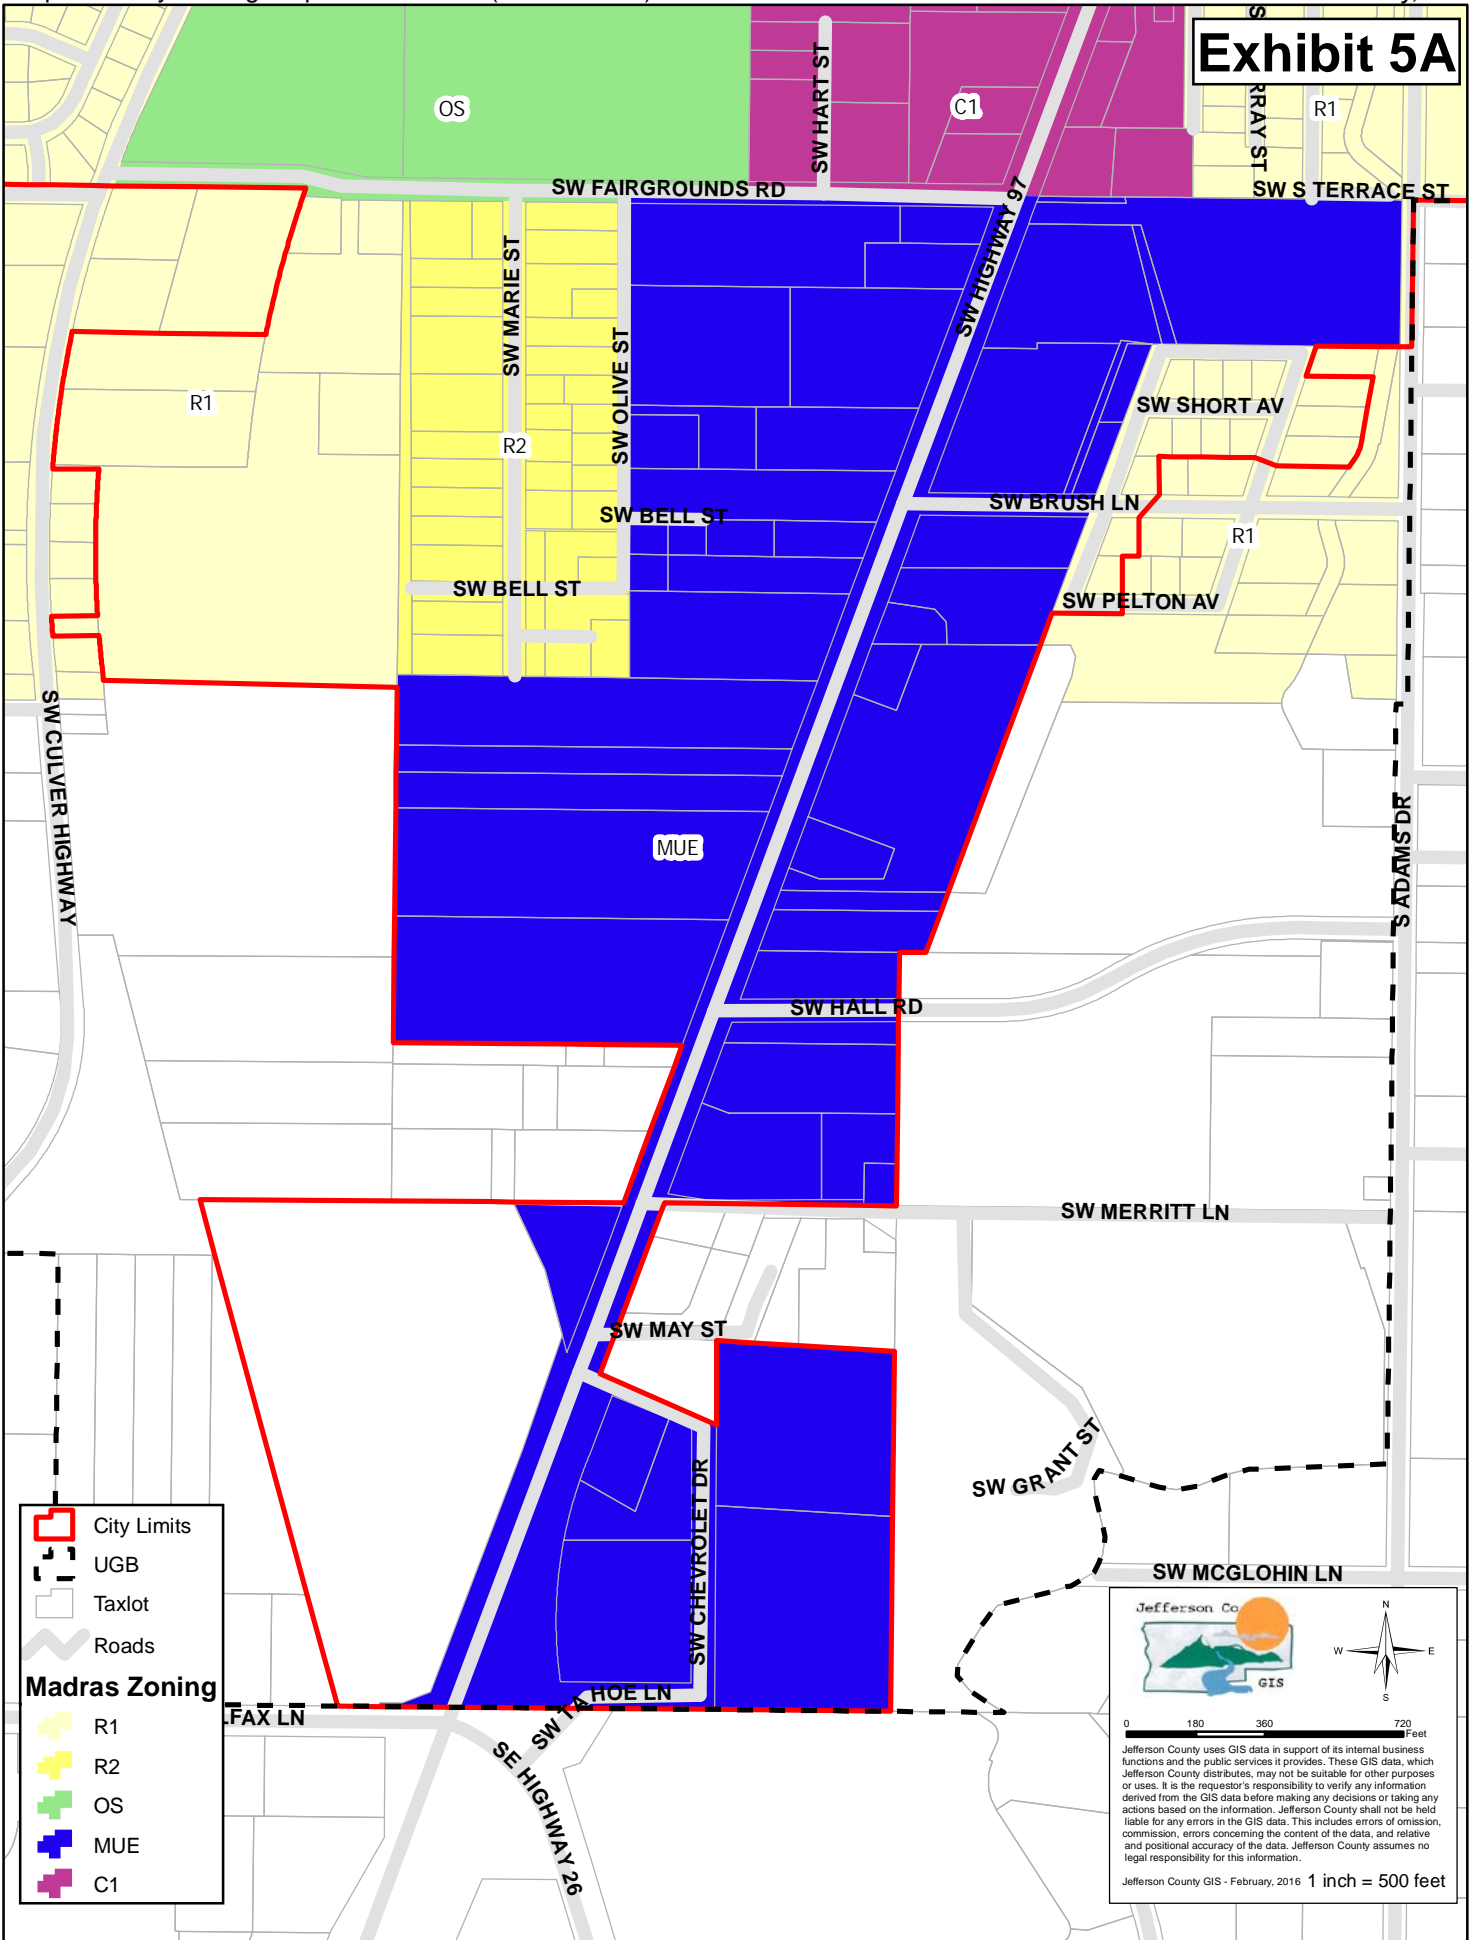 Exhibit 5A
OS
C1
R1
SW HART ST
RRAY ST
SW FAIRGROUNDS RD
SW S TERRACE ST
SW HIGHWAY 97
SW MARIE ST
SW OLIVE ST
R1
R2
SW SHORT AV
SW BRUSH LN
SW BELL ST
R1
SW BELL ST
SW PELTON AV
SW CULVER HIGHWAY
MUE
S ADAMS DR
SW HALL RD
SW MERRITT LN
SW MAY ST
SW GRANT ST
SW CHEVROLET DR
SW MCGLOHIN LN
SW TAHOE LN
LFAX LN
SE HIGHWAY 26
City Limits
UGB
Taxlot
Roads
Madras Zoning
R1
R2
OS
MUE
C1
Jefferson Co
GIS
N
W E
S
0 180 360 720
Feet
Jefferson County uses GIS data in support of its internal business
functions and the public services it provides. These GIS data, which
Jefferson County distributes, may not be suitable for other purposes
or uses. It is the requestor's responsibility to verify any information
derived from the GIS data before making any decisions or taking any
actions based on the information. Jefferson County shall not be held
liable for any errors in the GIS data. This includes errors of omission,
commission, errors concerning the content of the data, and relative
and positional accuracy of the data. Jefferson County assumes no
legal responsibility for this information.
Jefferson County GIS - February, 2016 1 inch = 500 feet